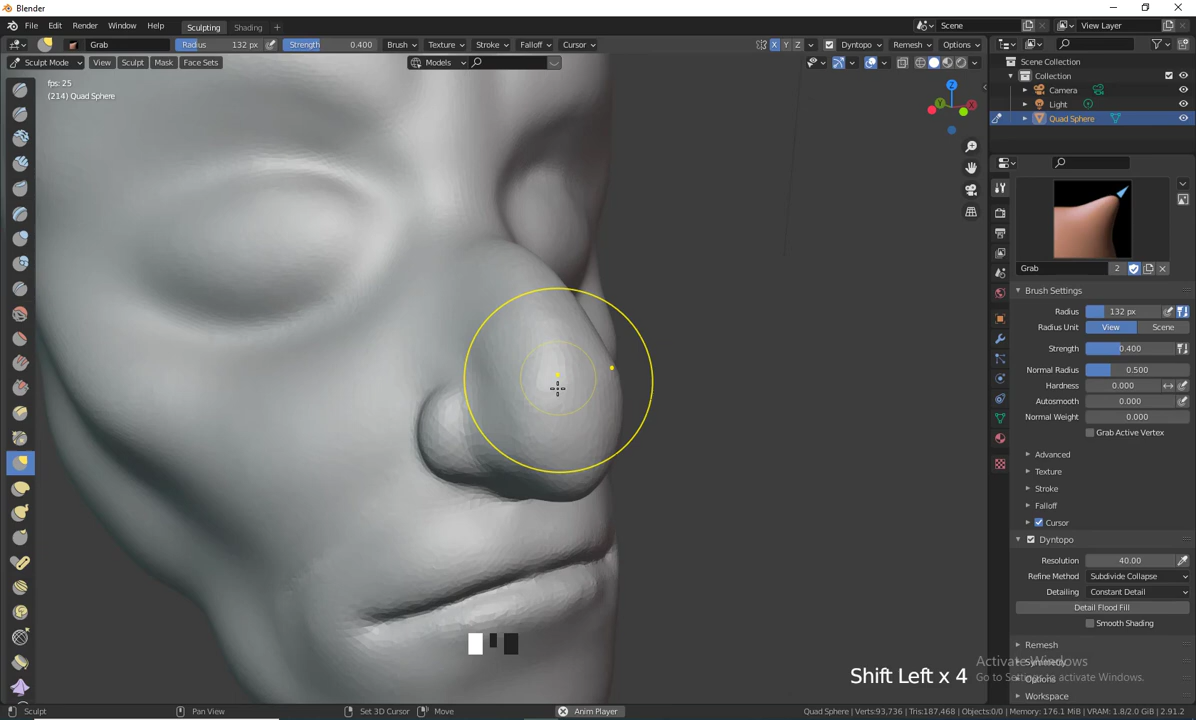 Blender
File Edit Render Window Help Sculpting Shading + Scene View Layer
Grab Radius 132 px Strength 0.400 Brush Texture Stroke Falloff Cursor X Y Z Dyntopo Remesh Options
Sculpt Mode View Sculpt Mask Face Sets Models
fps: 25
(214) Quad Sphere
Z
Y X
Scene Collection
Collection
Camera
Light
Quad Sphere
Grab 2
Brush Settings
Radius 132 px
Radius Unit View Scene
Strength 0.400
Normal Radius 0.500
Hardness 0.000
Autosmooth 0.000
Normal Weight 0.000
Grab Active Vertex
Advanced
Texture
Stroke
Falloff
Cursor
Dyntopo
Resolution 40.00
Refine Method Subdivide Collapse
Detailing Constant Detail
Detail Flood Fill
Smooth Shading
Remesh
Symmetry
Options
Workspace
Activate Windows
Go to Settings to activate Windows.
Shift Left x 4
Sculpt Pan View Set 3D Cursor Move Anim Player Quad Sphere | Verts:93,736 | Tris:187,468 | Objects:0/0 | Memory: 176.1 MiB | VRAM: 1.8/2.0 GiB | 2.91.2